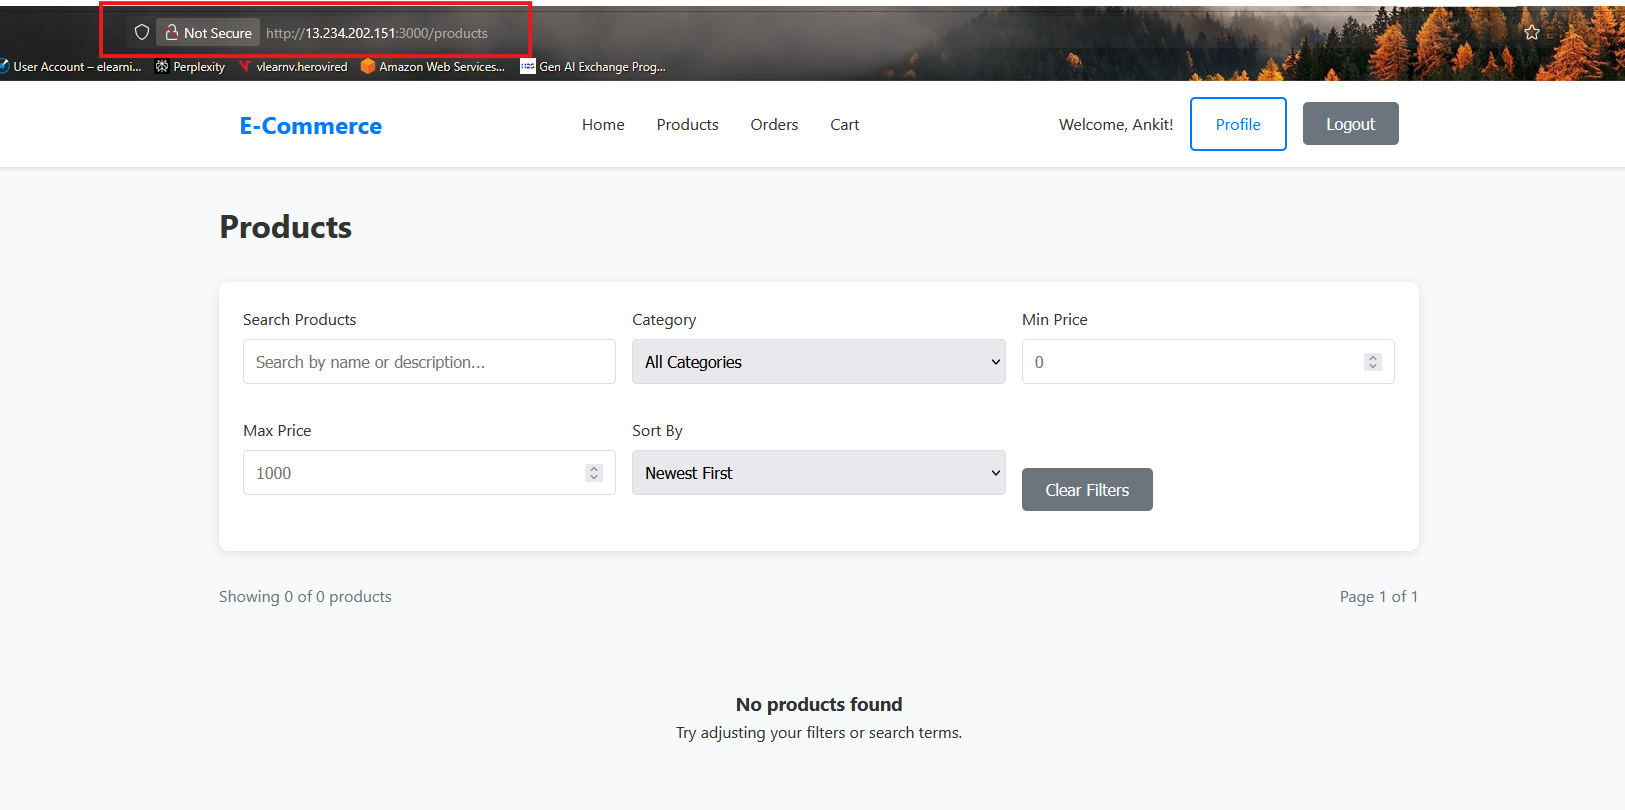 Not Secure http://13.234.202.151:3000/products
User Account – elearni... Perplexity vlearnv.herovired Amazon Web Services... Gen AI Exchange Prog...
E-Commerce Home Products Orders Cart Welcome, Ankit! Profile Logout
Products
Search Products Category Min Price
Search by name or description... All Categories 0
Max Price Sort By
1000 Newest First Clear Filters
Showing 0 of 0 products Page 1 of 1
No products found
Try adjusting your filters or search terms.